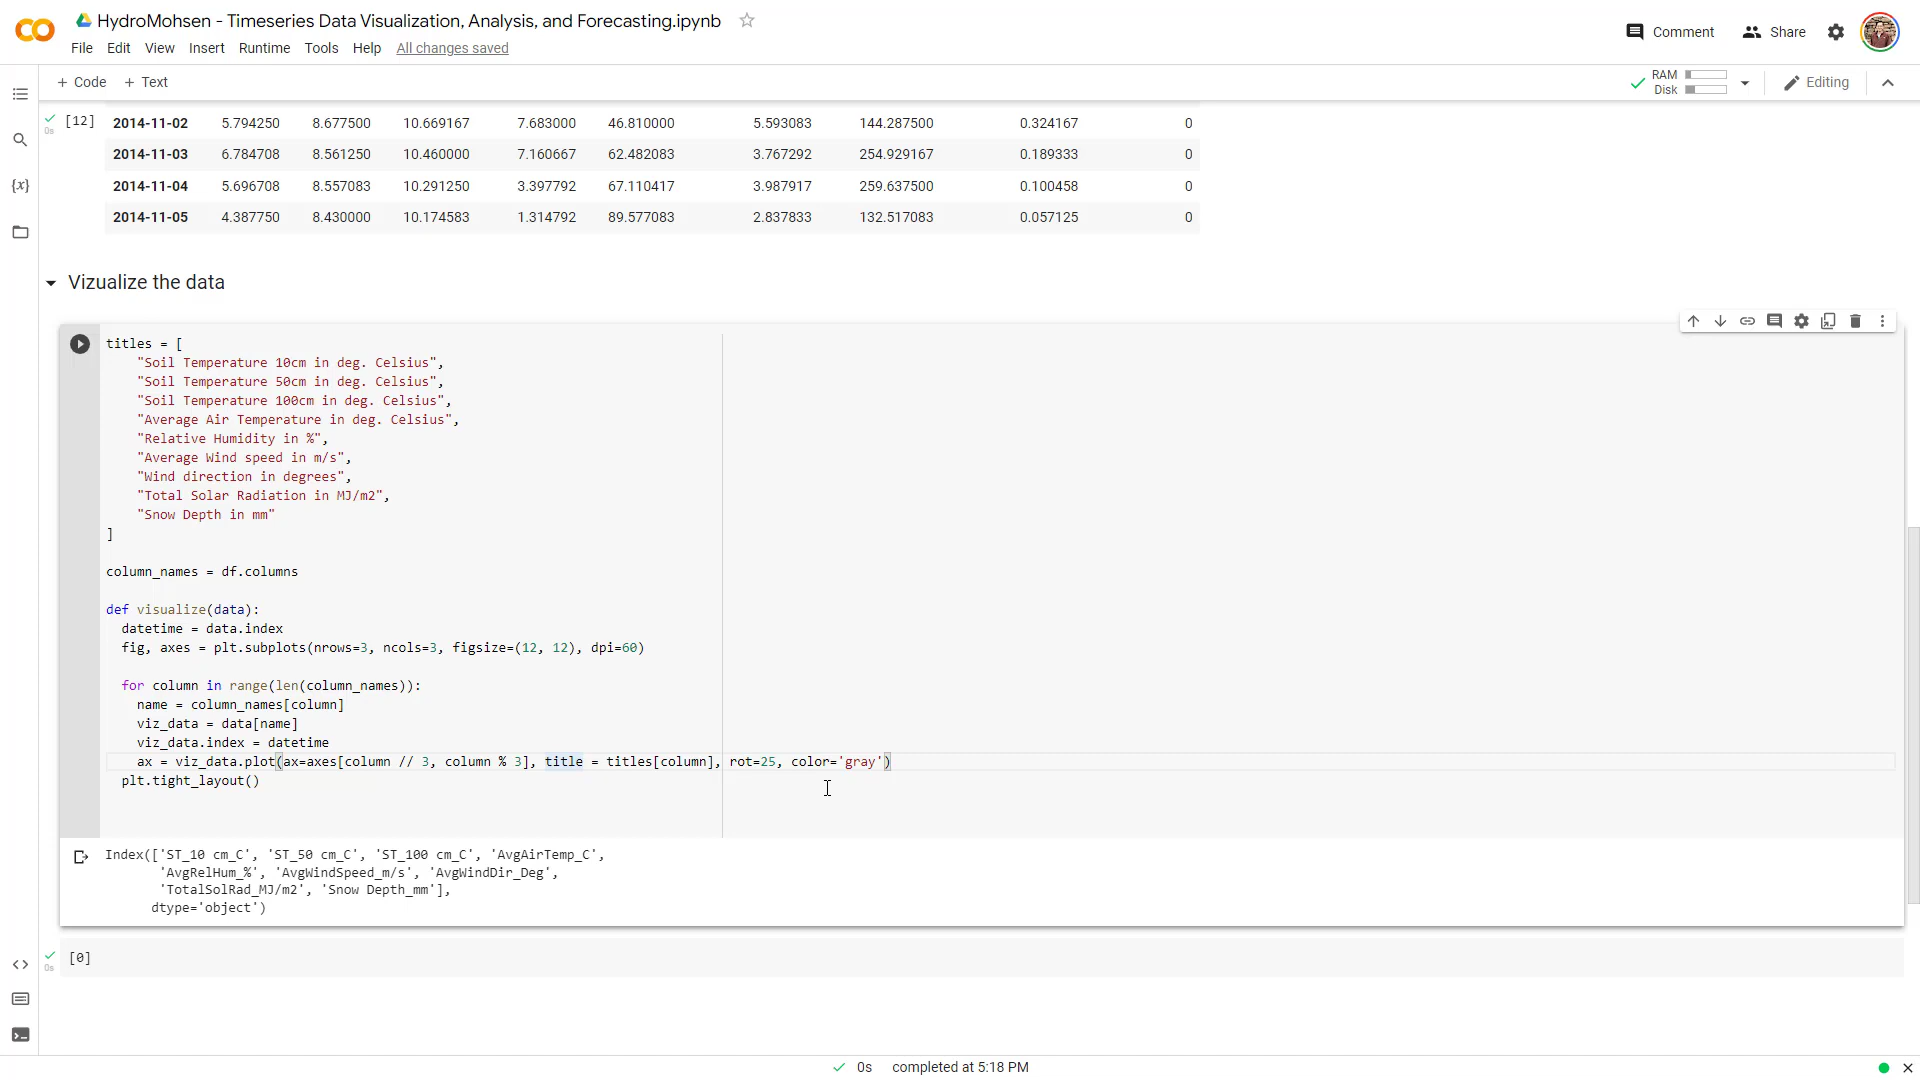 HydroMohsen - Timeseries Data Visualization, Analysis, and Forecasting.ipynb
File Edit View Insert Runtime Tools Help All changes saved
Comment Share
+ Code + Text
RAM
Disk
Editing
[12] 2014-11-02 5.794250 8.677500 10.669167 7.683000 46.810000 5.593083 144.287500 0.324167 0
0s
2014-11-03 6.784708 8.561250 10.460000 7.160667 62.482083 3.767292 254.929167 0.189333 0
2014-11-04 5.696708 8.557083 10.291250 3.397792 67.110417 3.987917 259.637500 0.100458 0
2014-11-05 4.387750 8.430000 10.174583 1.314792 89.577083 2.837833 132.517083 0.057125 0
Vizualize the data
titles = [
"Soil Temperature 10cm in deg. Celsius",
"Soil Temperature 50cm in deg. Celsius",
"Soil Temperature 100cm in deg. Celsius",
"Average Air Temperature in deg. Celsius",
"Relative Humidity in %",
"Average Wind speed in m/s",
"Wind direction in degrees",
"Total Solar Radiation in MJ/m2",
"Snow Depth in mm"
]
column_names = df.columns
def visualize(data):
datetime = data.index
fig, axes = plt.subplots(nrows=3, ncols=3, figsize=(12, 12), dpi=60)
for column in range(len(column_names)):
name = column_names[column]
viz_data = data[name]
viz_data.index = datetime
ax = viz_data.plot(ax=axes[column // 3, column % 3], title = titles[column], rot=25, color='gray')
plt.tight_layout()
Index(['ST_10 cm_C', 'ST_50 cm_C', 'ST_100 cm_C', 'AvgAirTemp_C',
'AvgRelHum_%', 'AvgWindSpeed_m/s', 'AvgWindDir_Deg',
'TotalSolRad_MJ/m2', 'Snow Depth_mm'],
dtype='object')
[0]
0s
0s completed at 5:18 PM